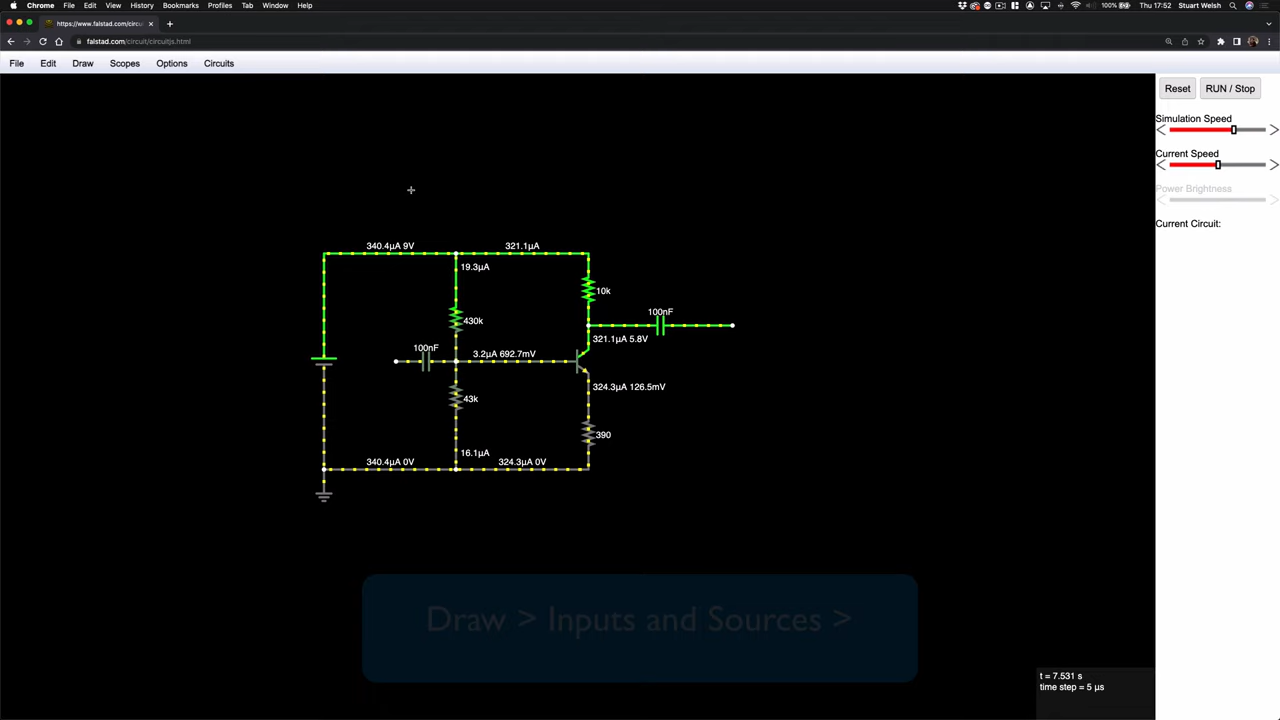 Chrome File Edit View History Bookmarks Profiles Tab Window Help 100% Thu 17:52 Stuart Welsh
https://www.falstad.com/circui
falstad.com/circuit/circuitjs.html
File Edit Draw Scopes Options Circuits
Reset RUN / Stop
Simulation Speed
Current Speed
Power Brightness
Current Circuit:
340.4μA 9V 321.1μA
19.3μA
10k
100nF
430k
321.1μA 5.8V
100nF
3.2μA 692.7mV
324.3μA 126.5mV
43k
390
16.1μA
340.4μA 0V 324.3μA 0V
Draw > Inputs and Sources >
t = 7.531 s
time step = 5 μs